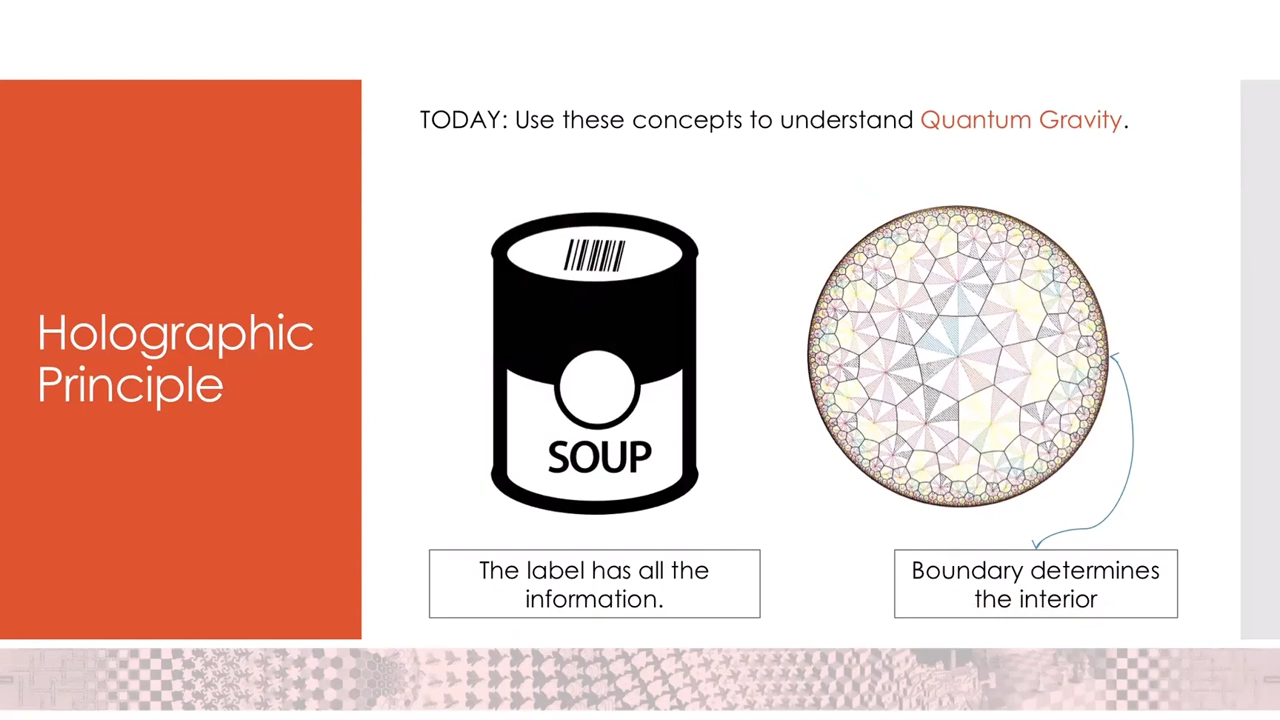 TODAY: Use these concepts to understand Quantum Gravity.
Holographic
Principle
SOUP
The label has all the
information.
Boundary determines
the interior